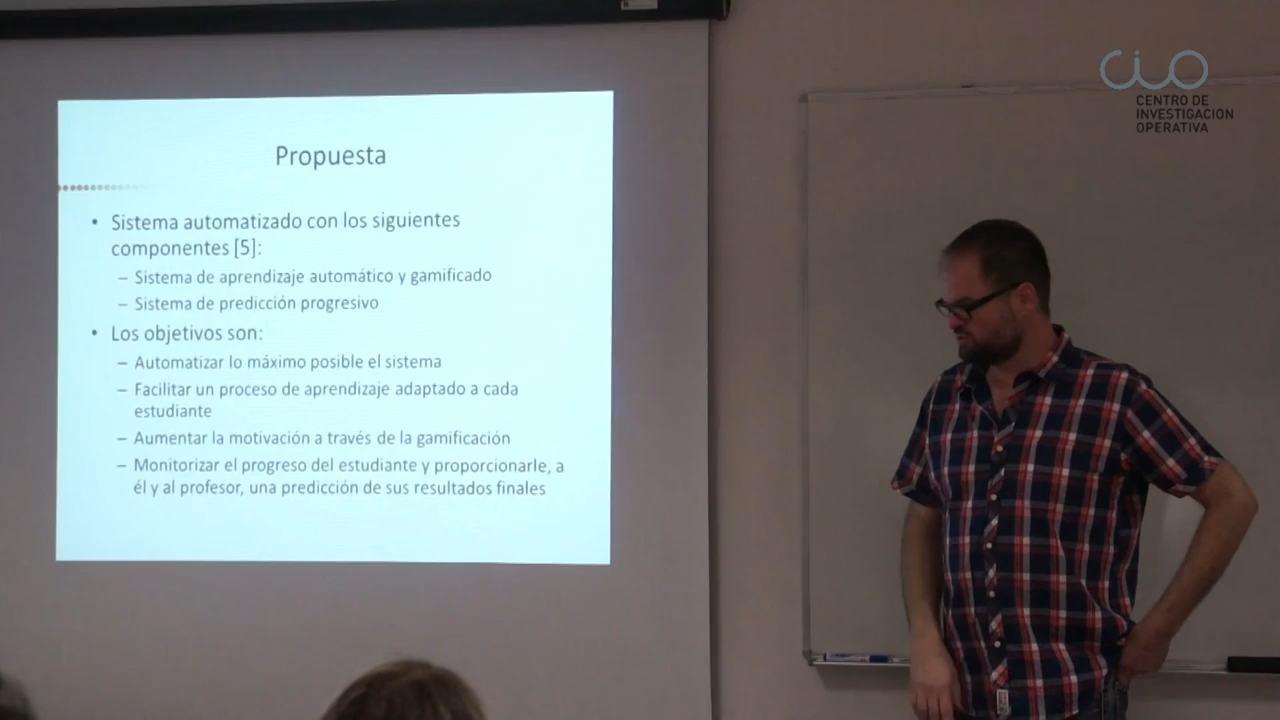 Propuesta
• Sistema automatizado con los siguientes
componentes [5]:
– Sistema de aprendizaje automático y gamificado
– Sistema de predicción progresivo
• Los objetivos son:
– Automatizar lo máximo posible el sistema
– Facilitar un proceso de aprendizaje adaptado a cada
estudiante
– Aumentar la motivación a través de la gamificación
– Monitorizar el progreso del estudiante y proporcionarle, a
él y al profesor, una predicción de sus resultados finales
CIO
CENTRO DE
INVESTIGACION
OPERATIVA